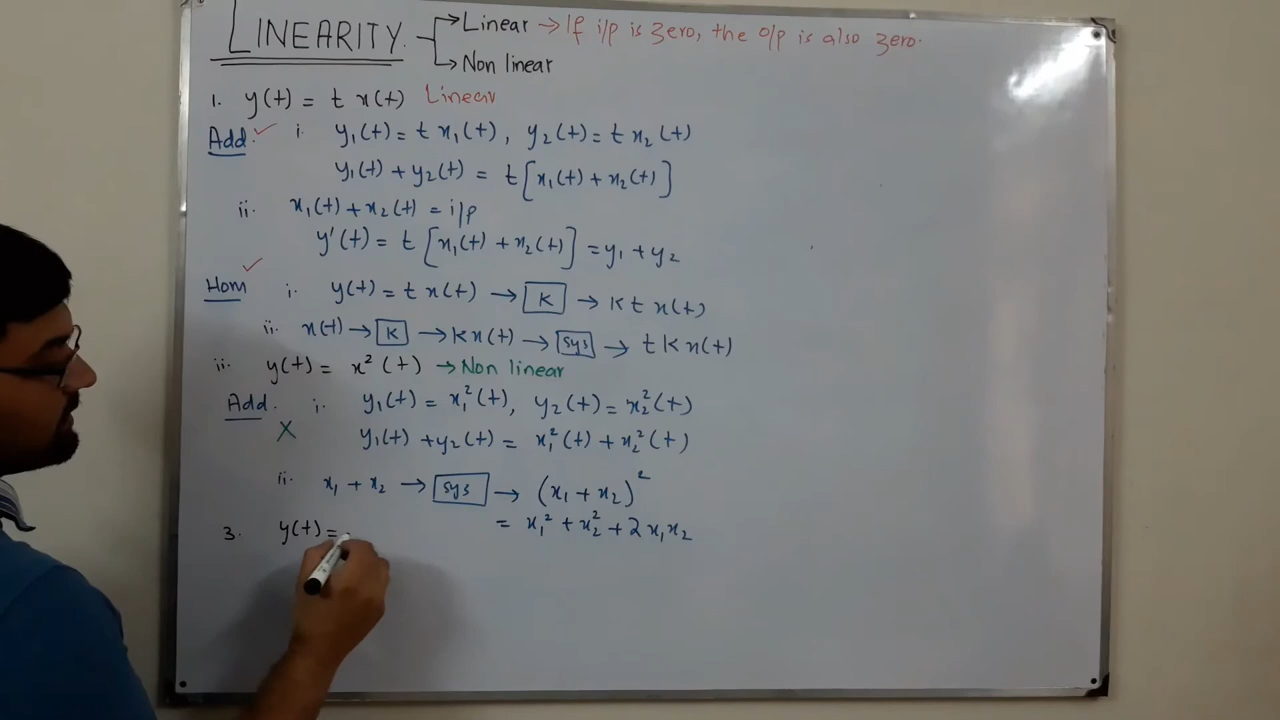 LINEARITY. → Linear → If i/p is zero, the o/p is also zero.
→ Non linear
1. y(t) = t x(t) Linear
Add. ✓ i. y₁(t) = t x₁(t), y₂(t) = t x₂(t)
y₁(t) + y₂(t) = t [x₁(t) + x₂(t)]
ii. x₁(t) + x₂(t) = i/p
y'(t) = t [x₁(t) + x₂(t)] = y₁ + y₂
Hom ✓ i. y(t) = t x(t) → K → K t x(t)
ii. x(t) → K → K x(t) → Sys → t K x(t)
ii. y(t) = x² (t) → Non linear
Add. i. y₁(t) = x₁²(t), y₂(t) = x₂²(t)
X y₁(t) + y₂(t) = x₁²(t) + x₂²(t)
ii. x₁ + x₂ → Sys → (x₁ + x₂)²
= x₁² + x₂² + 2 x₁x₂
3. y(t) =